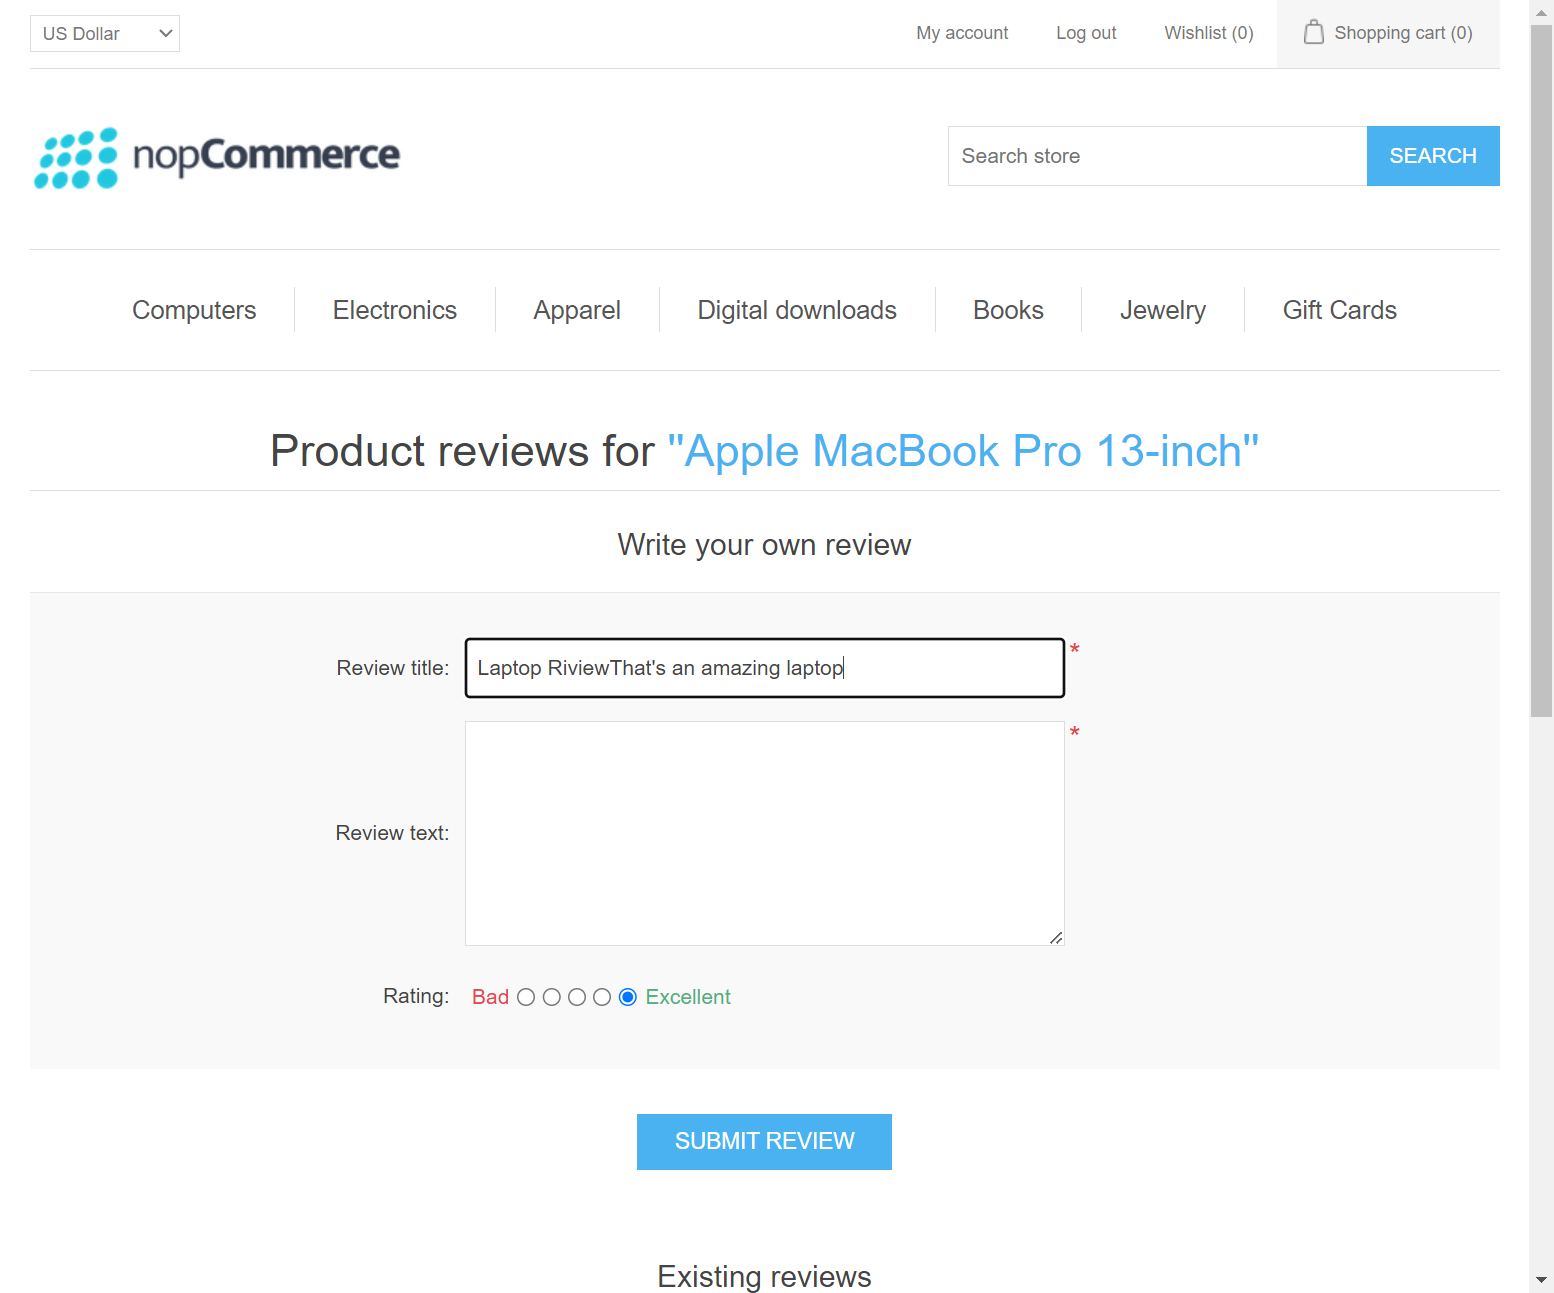 US Dollar
My account
Log out
Wishlist (0)
Shopping cart (0)
nopCommerce
Search store
SEARCH
Computers
Electronics
Apparel
Digital downloads
Books
Jewelry
Gift Cards
Product reviews for "Apple MacBook Pro 13-inch"
Write your own review
Review title:
Laptop RiviewThat's an amazing laptop
*
Review text:
*
Rating:
Bad
Excellent
SUBMIT REVIEW
Existing reviews